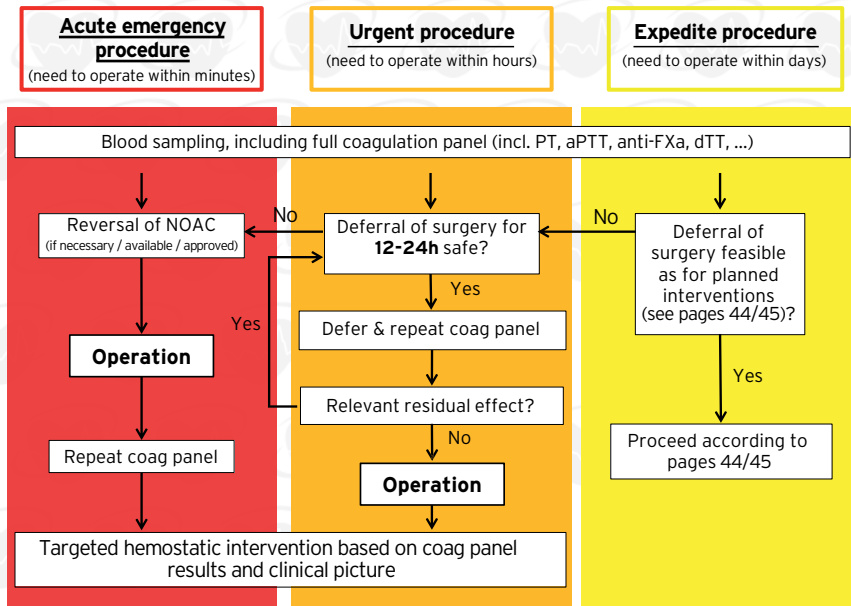 Acute emergency
procedure
(need to operate within minutes)
Urgent procedure
(need to operate within hours)
Expedite procedure
(need to operate within days)
Blood sampling, including full coagulation panel (incl. PT, aPTT, anti-FXa, dTT, ...)
Reversal of NOAC
(if necessary / available / approved)
No
Deferral of surgery for
12-24h safe?
No
Deferral of
surgery feasible
as for planned
interventions
(see pages 44/45)?
Yes
Yes
Defer & repeat coag panel
Operation
Yes
Relevant residual effect?
No
Repeat coag panel
Proceed according to
pages 44/45
Operation
Targeted hemostatic intervention based on coag panel
results and clinical picture